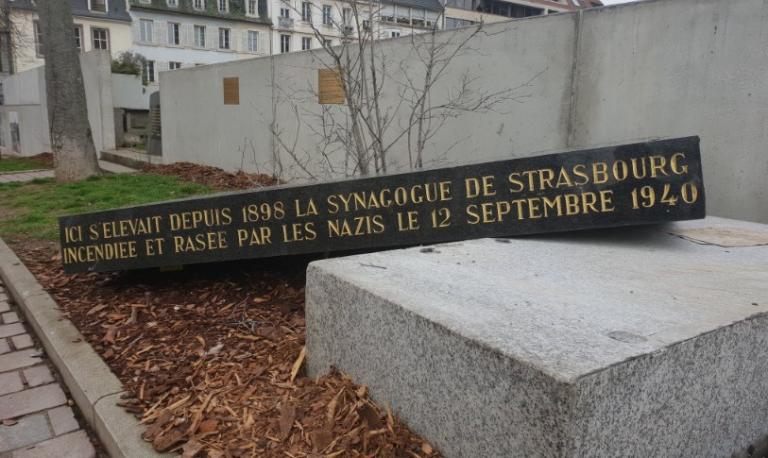 ICI S'ELEVAIT DEPUIS 1898 LA SYNAGOGUE DE STRASBOURG
INCENDIEE ET RASEE PAR LES NAZIS LE 12 SEPTEMBRE 1940